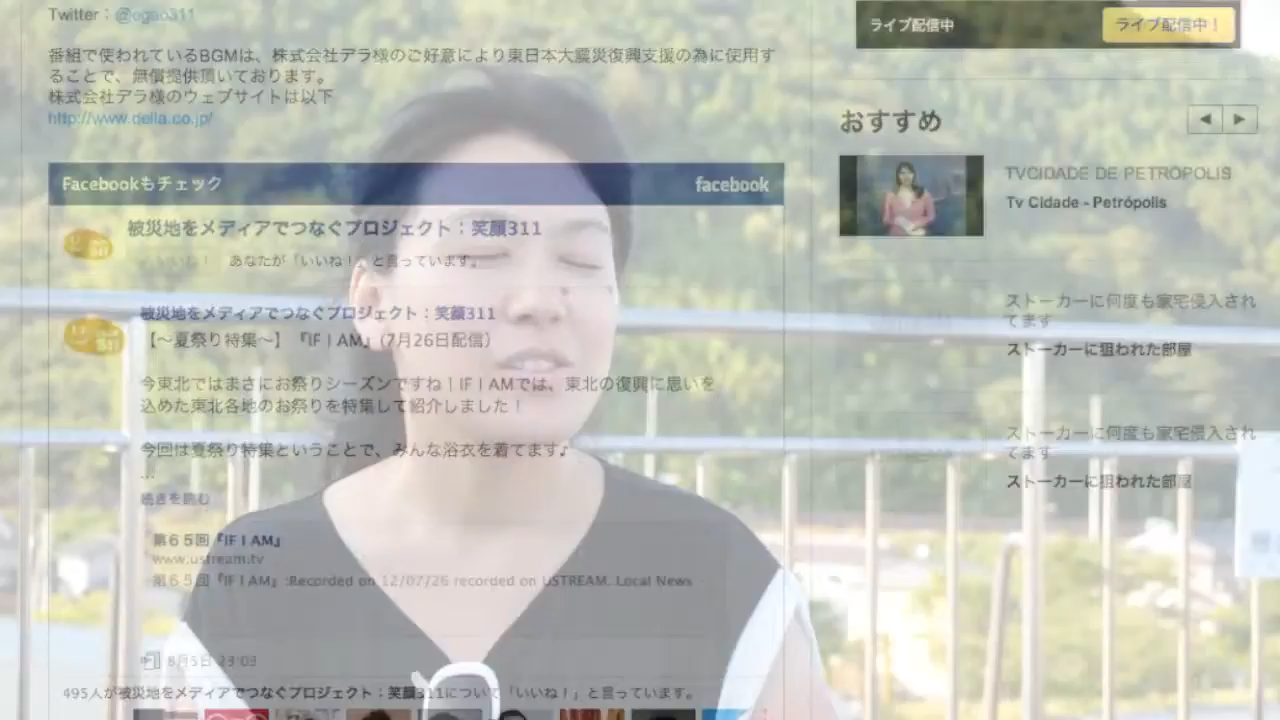 Twitter：@egao311
番組で使われているBGMは、株式会社デラ様のご好意により東日本大震災復興支援の為に使用す
ることで、無償提供頂いております。
株式会社デラ様のウェブサイトは以下
http://www.della.co.jp/
Facebookもチェック
facebook
被災地をメディアでつなぐプロジェクト：笑顔311
いいね！ あなたが「いいね！」と言っています。
被災地をメディアでつなぐプロジェクト：笑顔311
【～夏祭り特集～】『IF I AM』(7月26日配信)
今東北ではまさにお祭りシーズンですね！IF I AMでは、東北の復興に思いを
込めた東北各地のお祭りを特集して紹介しました！
今回は夏祭り特集ということで、みんな浴衣を着てます♪
...
続きを読む
第６５回『IF I AM』
www.ustream.tv
第６５回『IF I AM』:Recorded on 12/07/26 recorded on USTREAM. Local News
8月5日 23:03
495人が被災地をメディアでつなぐプロジェクト：笑顔311について「いいね！」と言っています。
ライブ配信中
ライブ配信中！
おすすめ
TVCIDADE DE PETROPOLIS
Tv Cidade - Petrópolis
ストーカーに何度も家宅侵入され
てます
ストーカーに狙われた部屋
ストーカーに何度も家宅侵入され
てます
ストーカーに狙われた部屋